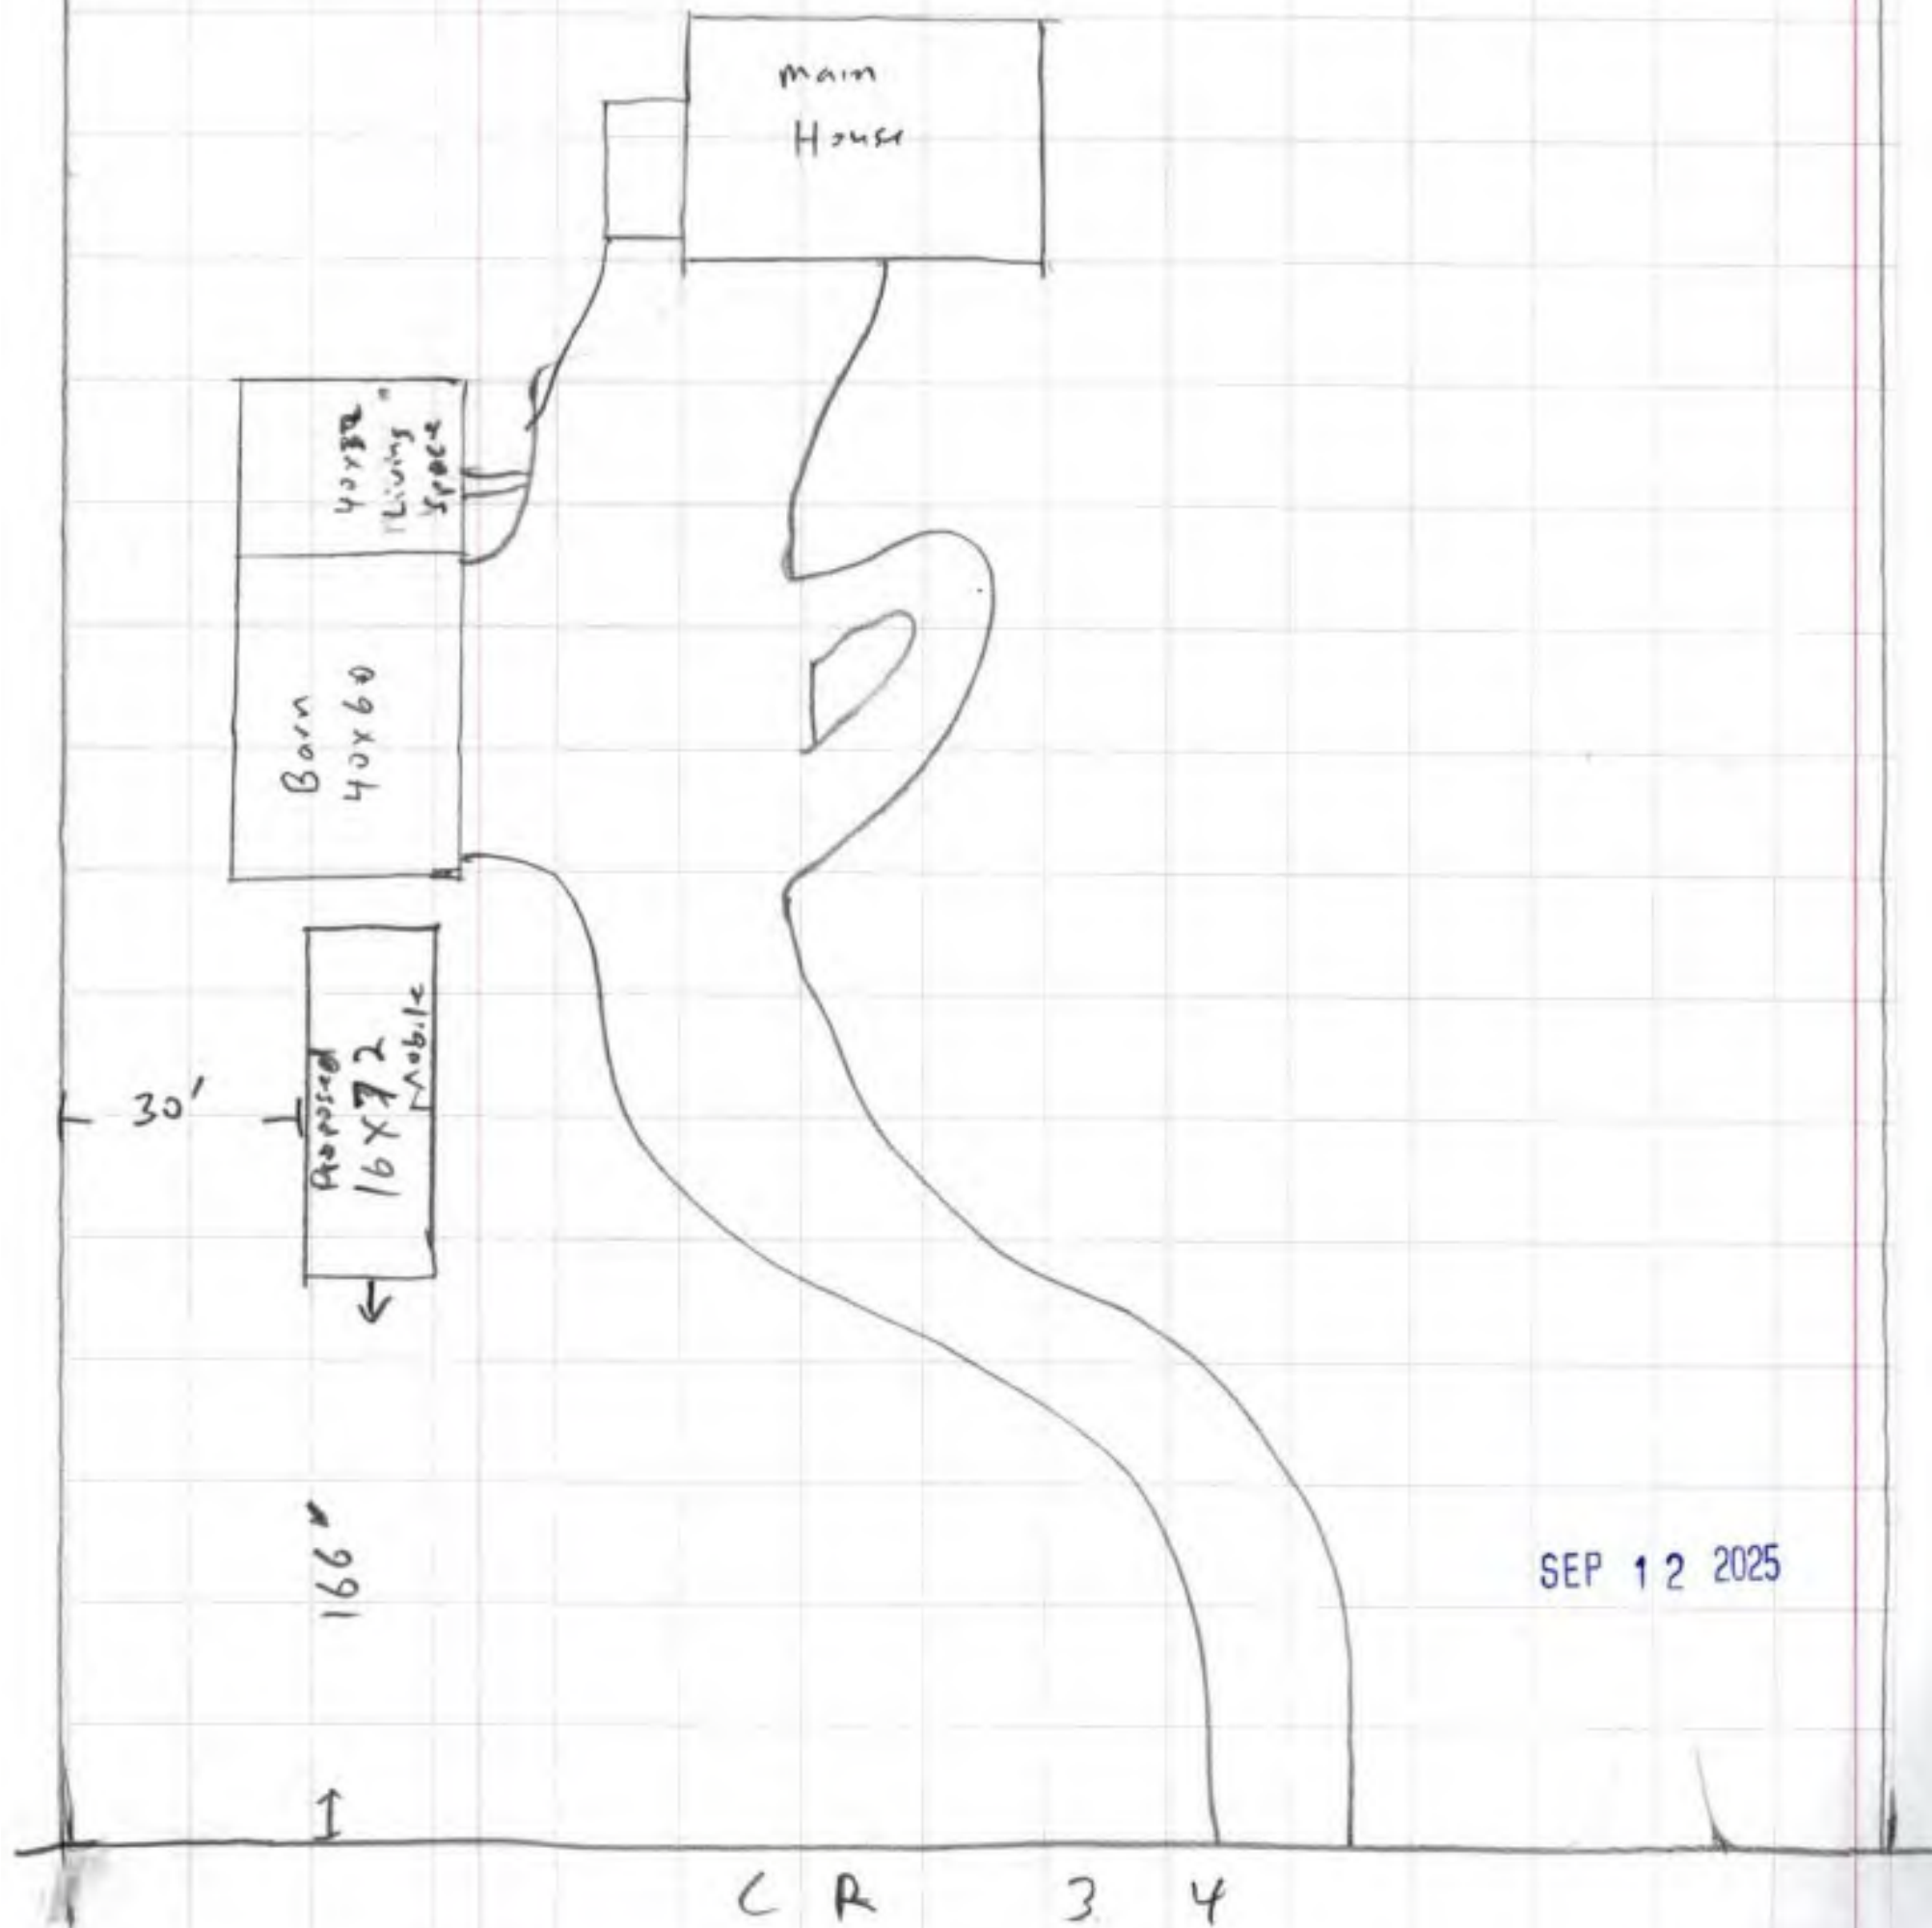 Main
House
40x32
"Living"
Space
Barn
40x60
30'
Proposed
16x72
Mobile
166"
SEP 12 2025
CR 34